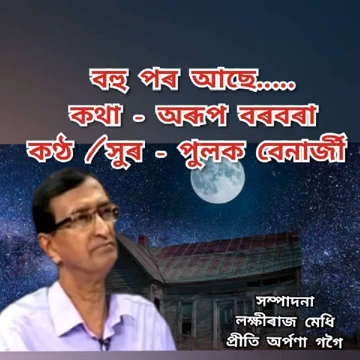 বহু পৰ আছে.....
কথা - অৰূপ বৰবৰা
কণ্ঠ /সুৰ - পুলক বেনাৰ্জী
সম্পাদনা
লক্ষীৰাজ মেধি
প্ৰীতি অৰ্পণা গগৈ